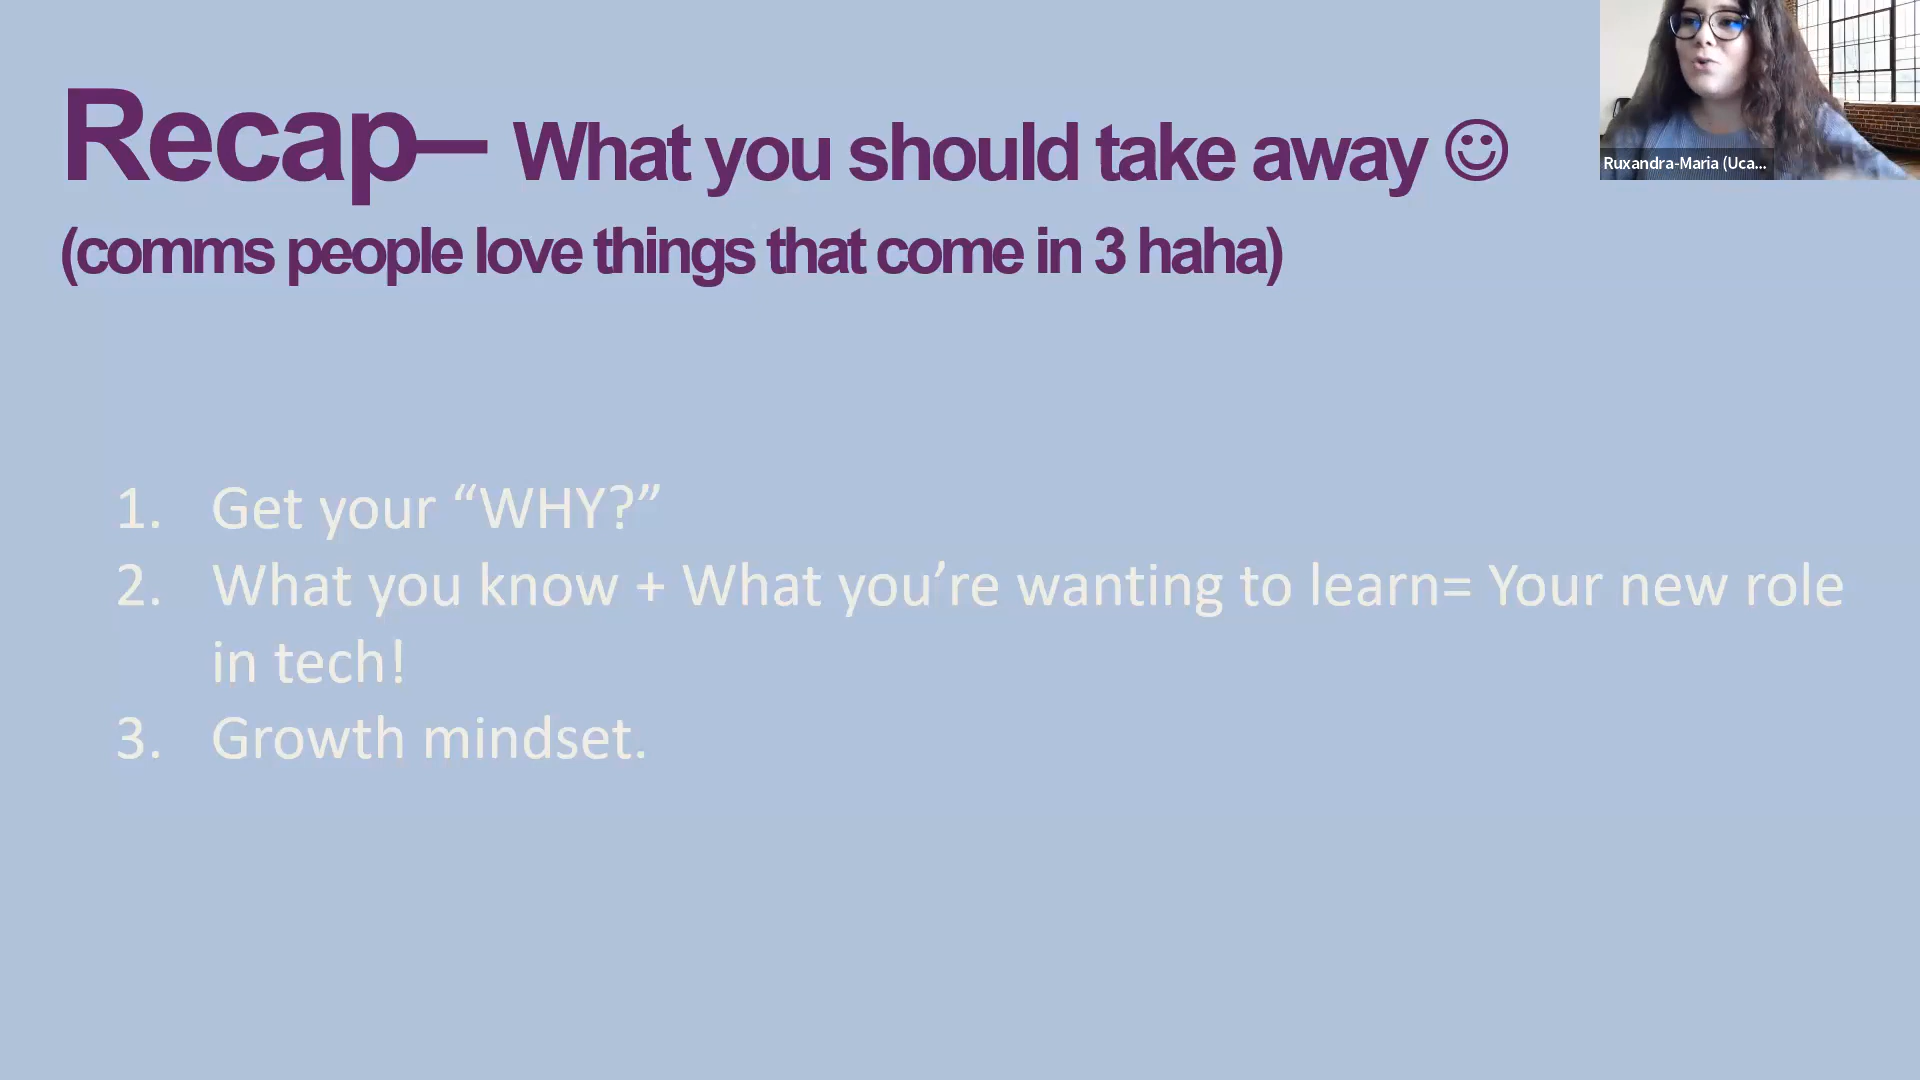 Recap– What you should take away ☺
(comms people love things that come in 3 haha)
Ruxandra-Maria (Uca...
1. Get your “WHY?”
2. What you know + What you’re wanting to learn= Your new role
in tech!
3. Growth mindset.